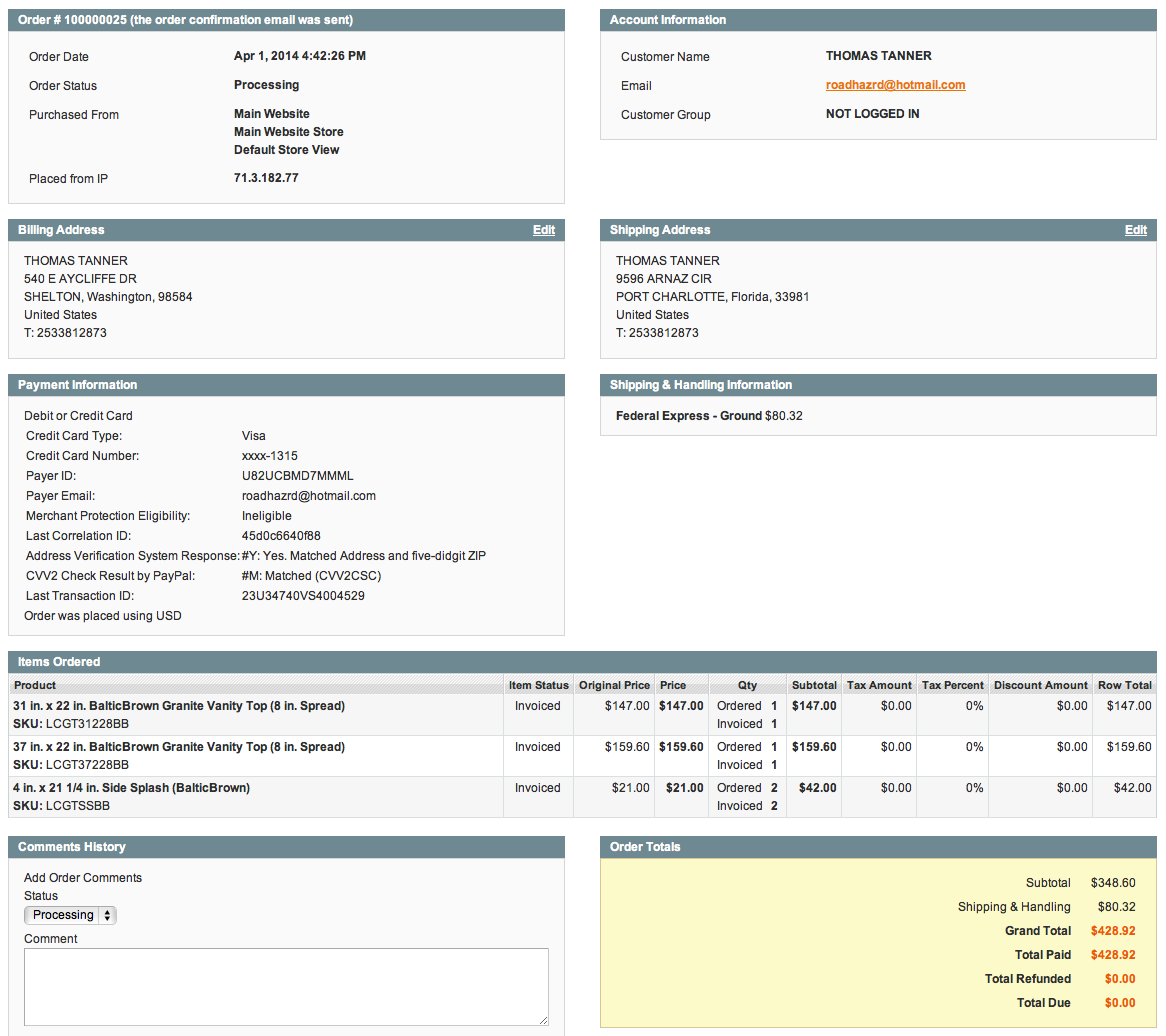 Order # 100000025 (the order confirmation email was sent)
Order Date Apr 1, 2014 4:42:26 PM
Order Status Processing
Purchased From Main Website
Main Website Store
Default Store View
Placed from IP 71.3.182.77
Account Information
Customer Name THOMAS TANNER
Email roadhazrd@hotmail.com
Customer Group NOT LOGGED IN
Billing Address Edit
THOMAS TANNER
540 E AYCLIFFE DR
SHELTON, Washington, 98584
United States
T: 2533812873
Shipping Address Edit
THOMAS TANNER
9596 ARNAZ CIR
PORT CHARLOTTE, Florida, 33981
United States
T: 2533812873
Payment Information
Debit or Credit Card
Credit Card Type: Visa
Credit Card Number: xxxx-1315
Payer ID: U82UCBMD7MMML
Payer Email: roadhazrd@hotmail.com
Merchant Protection Eligibility: Ineligible
Last Correlation ID: 45d0c6640f88
Address Verification System Response: #Y: Yes. Matched Address and five-didgit ZIP
CVV2 Check Result by PayPal: #M: Matched (CVV2CSC)
Last Transaction ID: 23U34740VS4004529
Order was placed using USD
Shipping & Handling Information
Federal Express - Ground $80.32
Items Ordered
Product Item Status Original Price Price Qty Subtotal Tax Amount Tax Percent Discount Amount Row Total
31 in. x 22 in. BalticBrown Granite Vanity Top (8 in. Spread) Invoiced $147.00 $147.00 Ordered 1 $147.00 $0.00 0% $0.00 $147.00
SKU: LCGT31228BB Invoiced 1
37 in. x 22 in. BalticBrown Granite Vanity Top (8 in. Spread) Invoiced $159.60 $159.60 Ordered 1 $159.60 $0.00 0% $0.00 $159.60
SKU: LCGT37228BB Invoiced 1
4 in. x 21 1/4 in. Side Splash (BalticBrown) Invoiced $21.00 $21.00 Ordered 2 $42.00 $0.00 0% $0.00 $42.00
SKU: LCGTSSBB Invoiced 2
Comments History
Add Order Comments
Status
Processing
Comment
Order Totals
Subtotal $348.60
Shipping & Handling $80.32
Grand Total $428.92
Total Paid $428.92
Total Refunded $0.00
Total Due $0.00